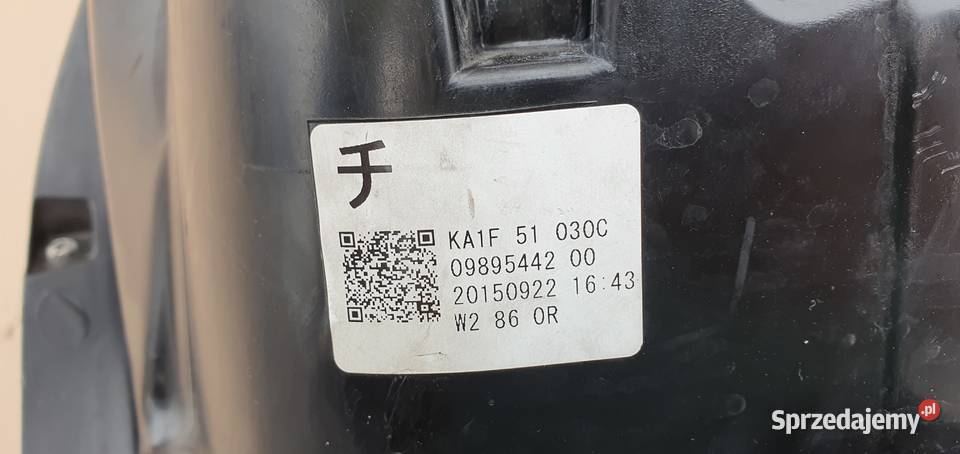 チ
KA1F 51 030C
09895442 00
20150922 16:43
W2 86 0R
Sprzedajemy.pl